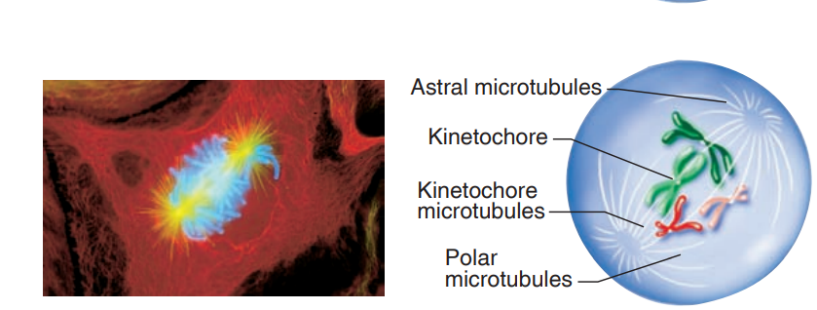 Astral microtubules
Kinetochore
Kinetochore
microtubules
Polar
microtubules